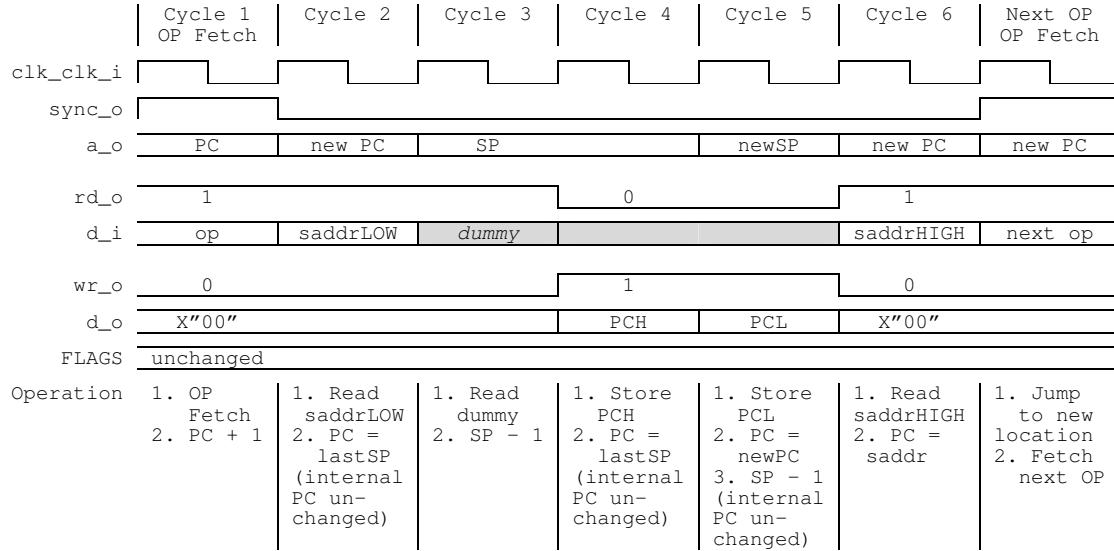 Cycle 1 Cycle 2 Cycle 3 Cycle 4 Cycle 5 Cycle 6 Next OP
OP Fetch OP Fetch
clk_clk_i
sync_o
a_o PC new PC SP newSP new PC new PC
rd_o 1 0 1
d_i op saddrLOW dummy saddrHIGH next op
wr_o 0 1 0
d_o X"00" PCH PCL X"00"
FLAGS unchanged
Operation 1. OP 1. Read 1. Read 1. Store 1. Store 1. Read 1. Jump
Fetch saddrLOW dummy PCH PCL saddrHIGH to new
2. PC + 1 2. PC = 2. SP - 1 2. PC = 2. PC = 2. PC = location
lastSP lastSP newPC saddr 2. Fetch
(internal (internal 3. SP - 1 next OP
PC un- PC un- (internal
changed) changed) PC un-
changed)